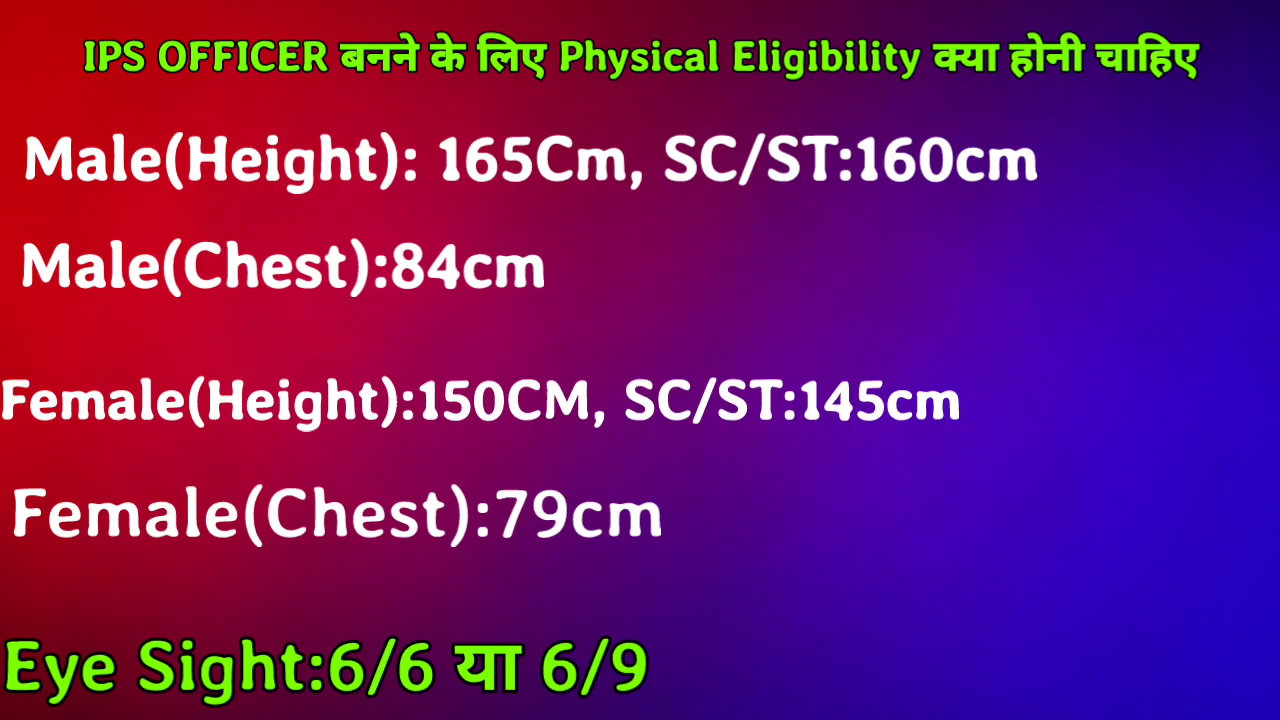 IPS OFFICER बनने के लिए Physical Eligibility क्या होनी चाहिए
Male(Height): 165Cm, SC/ST:160cm
Male(Chest):84cm
Female(Height):150CM, SC/ST:145cm
Female(Chest):79cm
Eye Sight:6/6 या 6/9